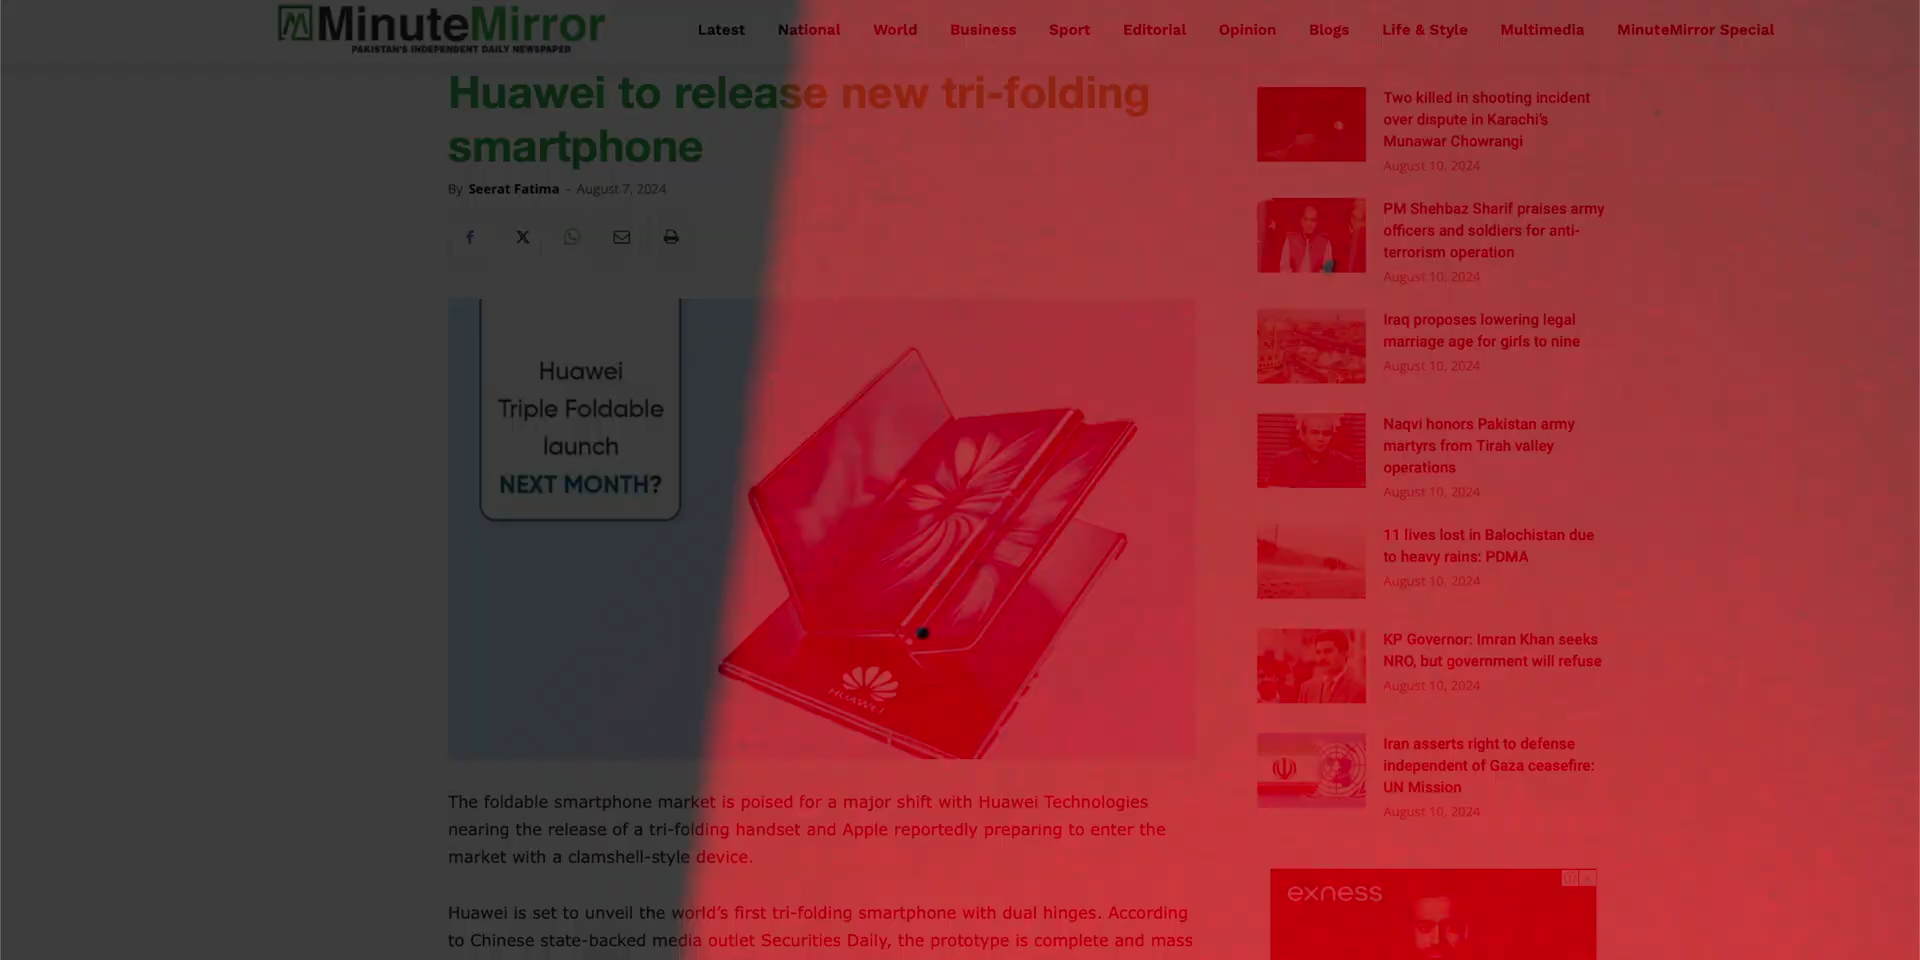 MinuteMirror
PAKISTAN'S INDEPENDENT DAILY NEWSPAPER
Latest National World Business Sport Editorial Opinion Blogs Life & Style Multimedia MinuteMirror Special
Huawei to release new tri-folding
smartphone
By Seerat Fatima - August 7, 2024
Huawei
Triple Foldable
launch
NEXT MONTH?
HUAWEI
The foldable smartphone market is poised for a major shift with Huawei Technologies
nearing the release of a tri-folding handset and Apple reportedly preparing to enter the
market with a clamshell-style device.
Huawei is set to unveil the world's first tri-folding smartphone with dual hinges. According
to Chinese state-backed media outlet Securities Daily, the prototype is complete and mass
Two killed in shooting incident
over dispute in Karachi's
Munawar Chowrangi
August 10, 2024
PM Shehbaz Sharif praises army
officers and soldiers for anti-
terrorism operation
August 10, 2024
Iraq proposes lowering legal
marriage age for girls to nine
August 10, 2024
Naqvi honors Pakistan army
martyrs from Tirah valley
operations
August 10, 2024
11 lives lost in Balochistan due
to heavy rains: PDMA
August 10, 2024
KP Governor: Imran Khan seeks
NRO, but government will refuse
August 10, 2024
Iran asserts right to defense
independent of Gaza ceasefire:
UN Mission
August 10, 2024
exness